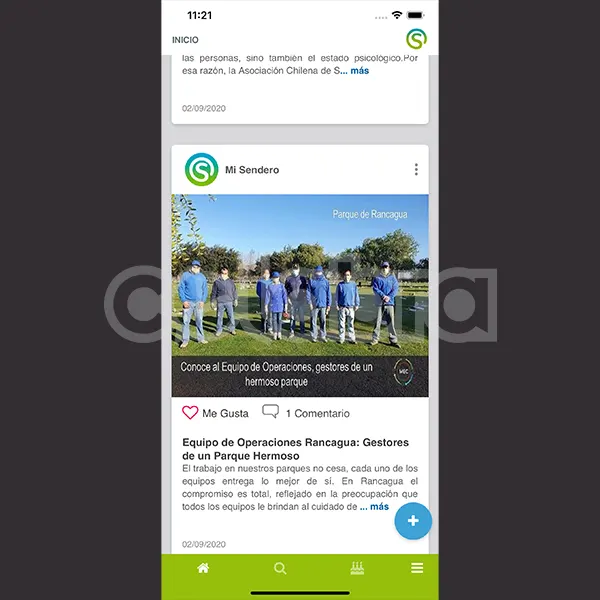 11:21
INICIO
las personas, sino también el estado psicológico.Por
esa razón, la Asociación Chilena de S... más
02/09/2020
Mi Sendero
Parque de Rancagua
Conoce al Equipo de Operaciones, gestores de un
hermoso parque
Me Gusta
1 Comentario
Equipo de Operaciones Rancagua: Gestores
de un Parque Hermoso
El trabajo en nuestros parques no cesa, cada uno de los
equipos entrega lo mejor de sí. En Rancagua el
compromiso es total, reflejado en la preocupación que
todos los equipos le brindan al cuidado de ... más
02/09/2020